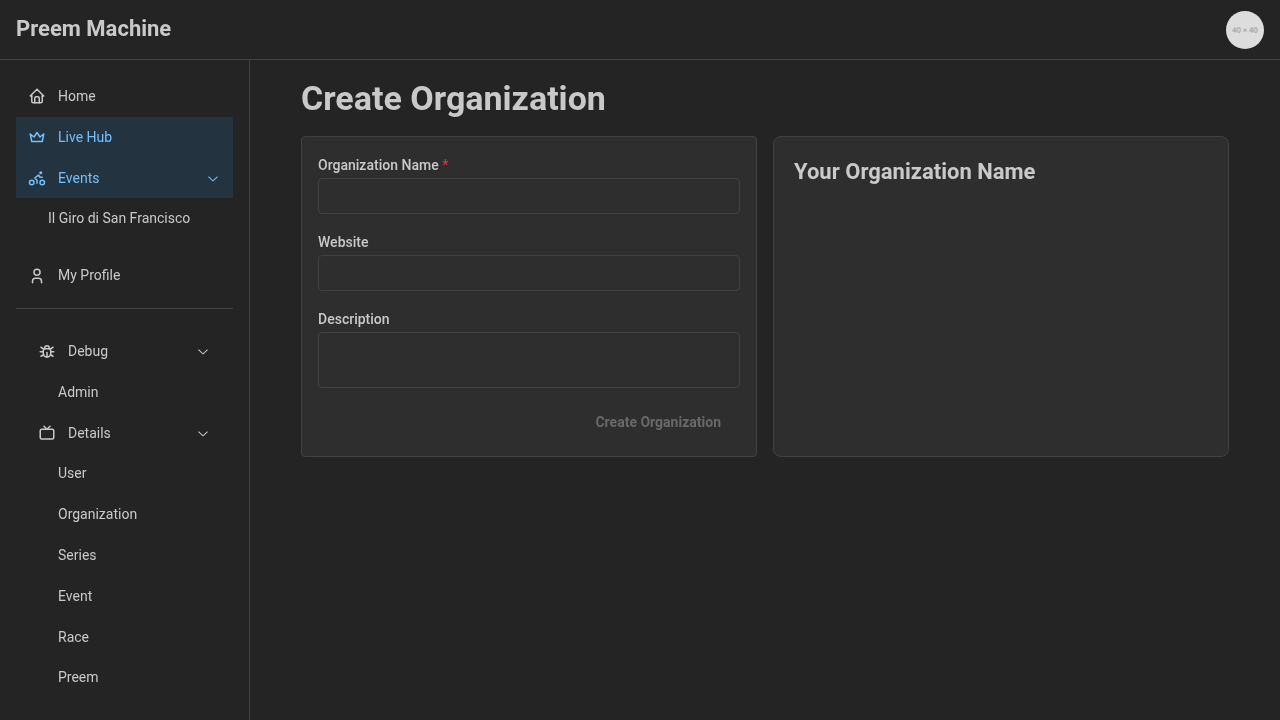 Preem Machine
40 × 40
Home
Live Hub
Events
Il Giro di San Francisco
My Profile
Debug
Admin
Details
User
Organization
Series
Event
Race
Preem
Create Organization
Organization Name *
Website
Description
Create Organization
Your Organization Name